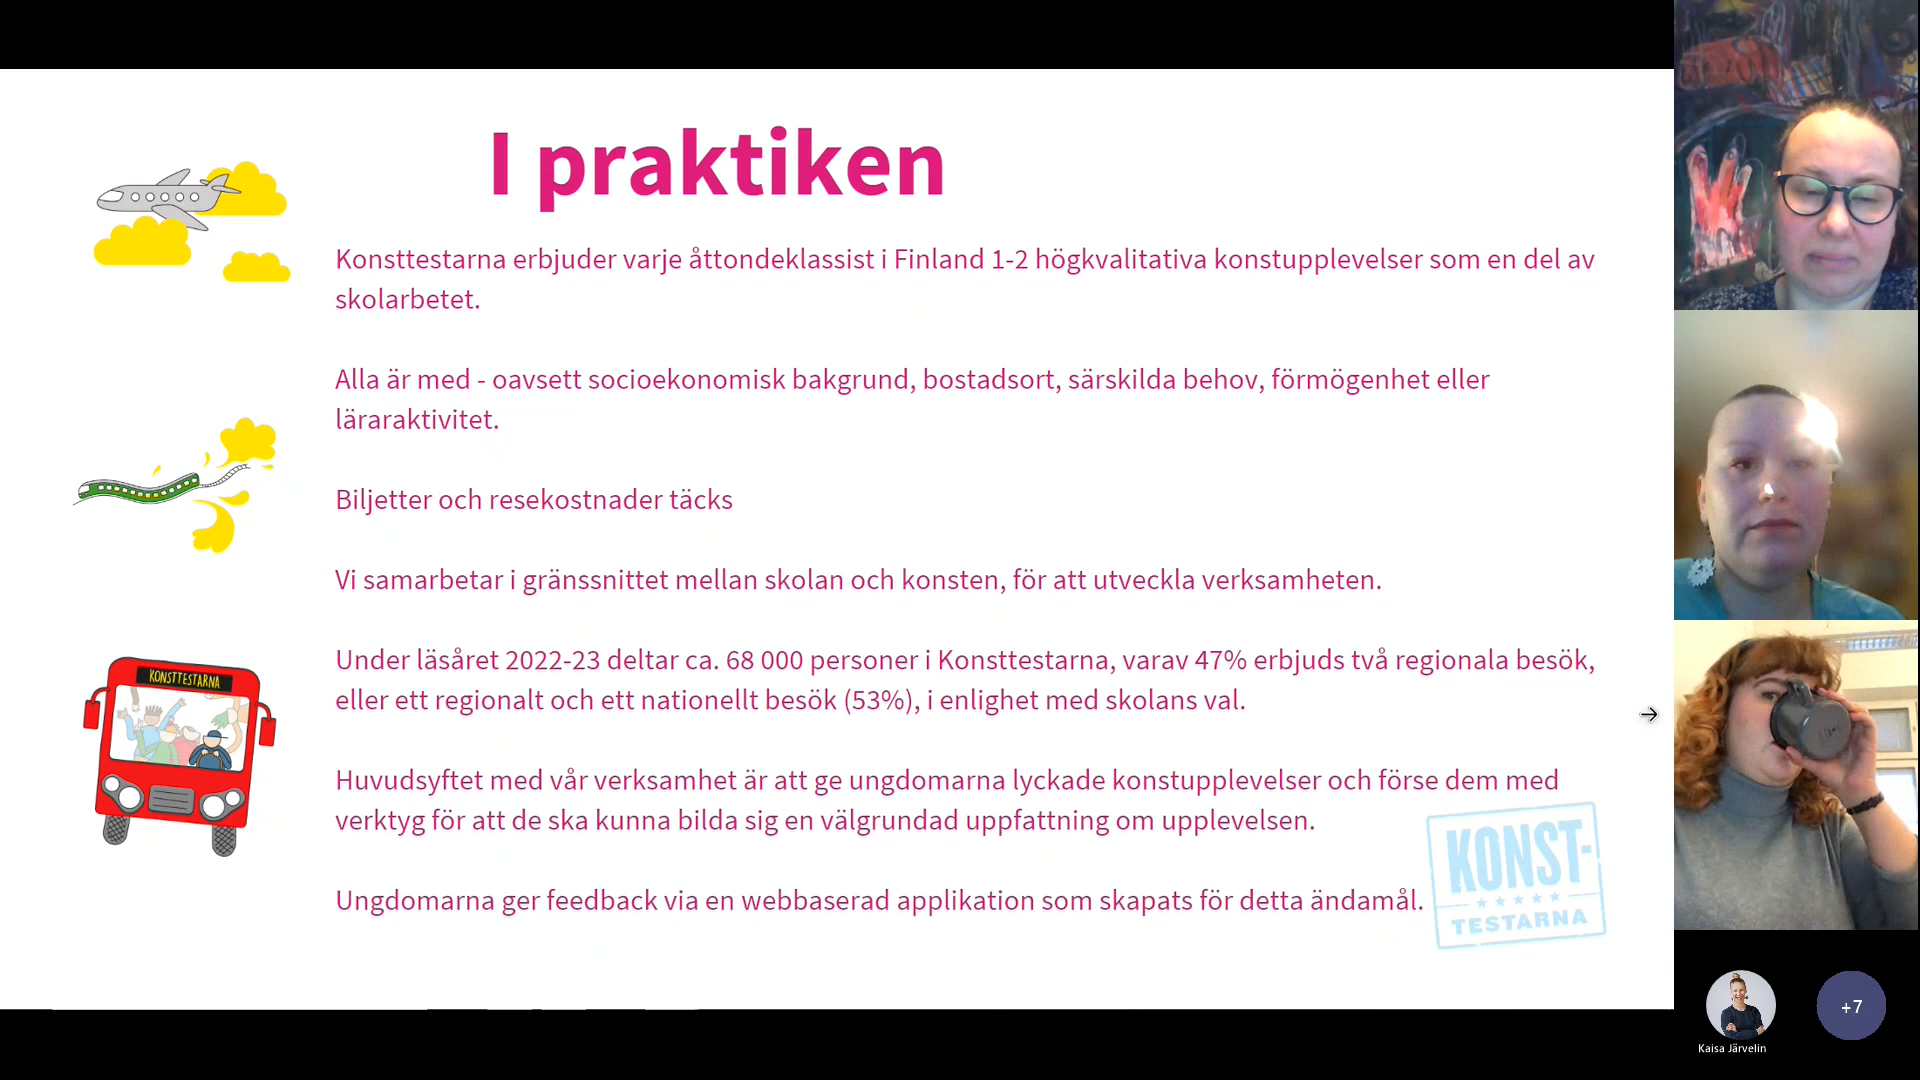 I praktiken
Konsttestarna erbjuder varje åttondeklassist i Finland 1-2 högkvalitativa konstupplevelser som en del av
skolarbetet.
Alla är med - oavsett socioekonomisk bakgrund, bostadsort, särskilda behov, förmögenhet eller
läraraktivitet.
Biljetter och resekostnader täcks
Vi samarbetar i gränssnittet mellan skolan och konsten, för att utveckla verksamheten.
Under läsåret 2022-23 deltar ca. 68 000 personer i Konsttestarna, varav 47% erbjuds två regionala besök,
eller ett regionalt och ett nationellt besök (53%), i enlighet med skolans val.
KONSTTESTARNA
Huvudsyftet med vår verksamhet är att ge ungdomarna lyckade konstupplevelser och förse dem med
verktyg för att de ska kunna bilda sig en välgrundad uppfattning om upplevelsen.
Ungdomarna ger feedback via en webbaserad applikation som skapats för detta ändamål.
KONST-
TESTARNA
+7
Kaisa Järvelin